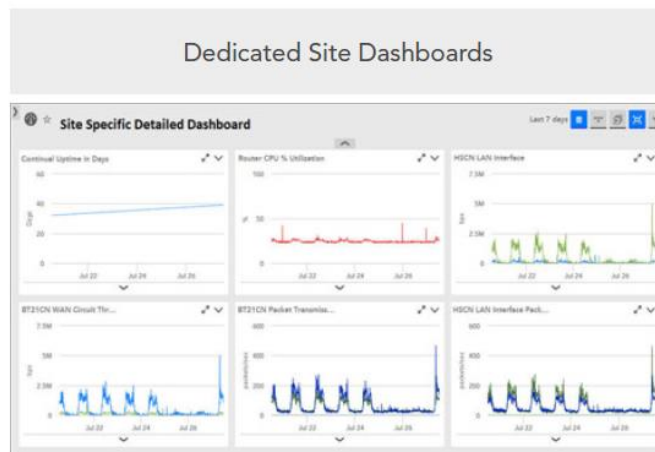 Dedicated Site Dashboards
Site Specific Detailed Dashboard
Last 7 days
Continual Uptime in Days
60
40
20
0
Days
Jul 22
Jul 24
Jul 26
Router CPU % Utilization
100
50
0
%
Jul 22
Jul 24
Jul 26
HSCN LAN Interface
7.5M
5M
2.5M
0
bps
Jul 22
Jul 24
Jul 26
BT21CN WAN Circuit Thr...
7.5M
5M
2.5M
0
bps
Jul 22
Jul 24
Jul 26
BT21CN Packet Transmiss...
600
400
200
0
packets/sec
Jul 22
Jul 24
Jul 26
HSCN LAN Interface Pack...
600
400
200
0
packets/sec
Jul 22
Jul 24
Jul 26